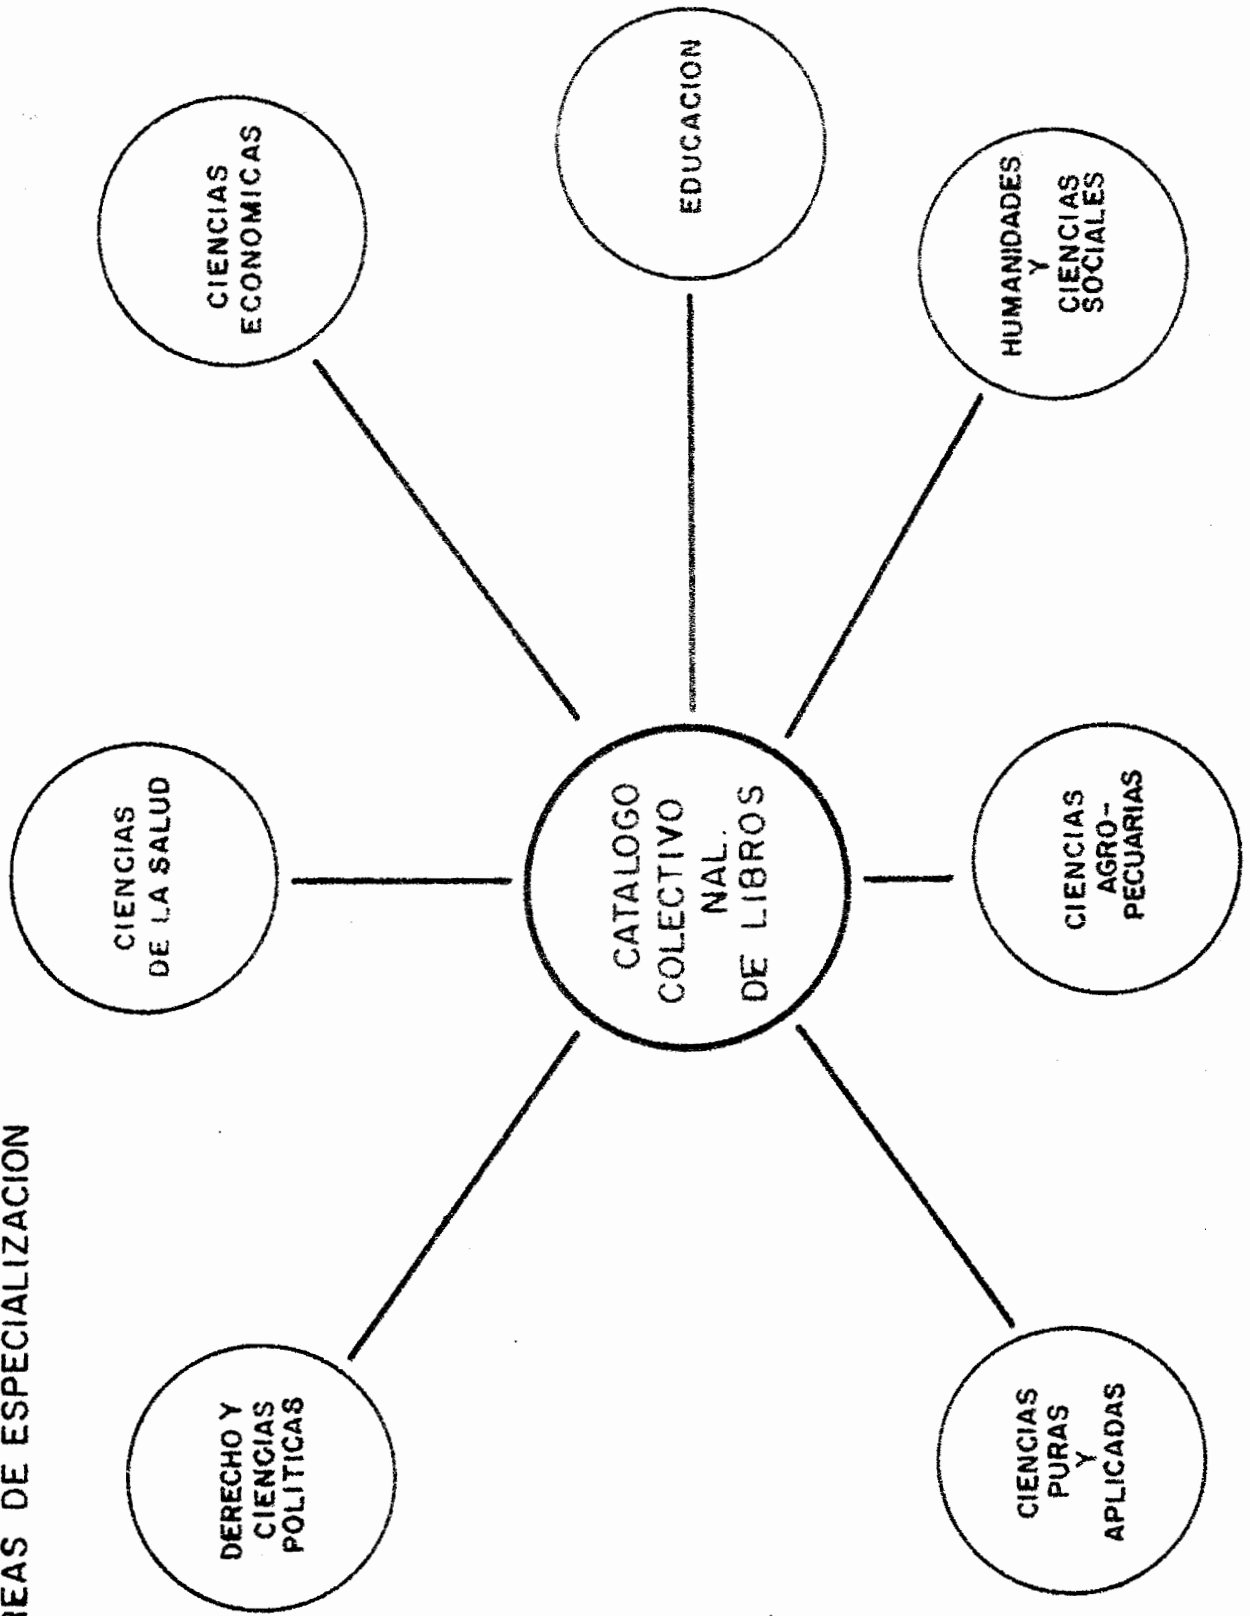 REAS DE ESPECIALIZACION
DERECHO Y
CIENCIAS
POLITICAS
CIENCIAS
DE LA SALUD
CIENCIAS
ECONOMICAS
CATALOGO
COLECTIVO
NAL.
DE LIBROS
EDUCACION
CIENCIAS
PURAS
Y
APLICADAS
CIENCIAS
AGRO-
PECUARIAS
HUMANIDADES
Y
CIENCIAS
SOCIALES